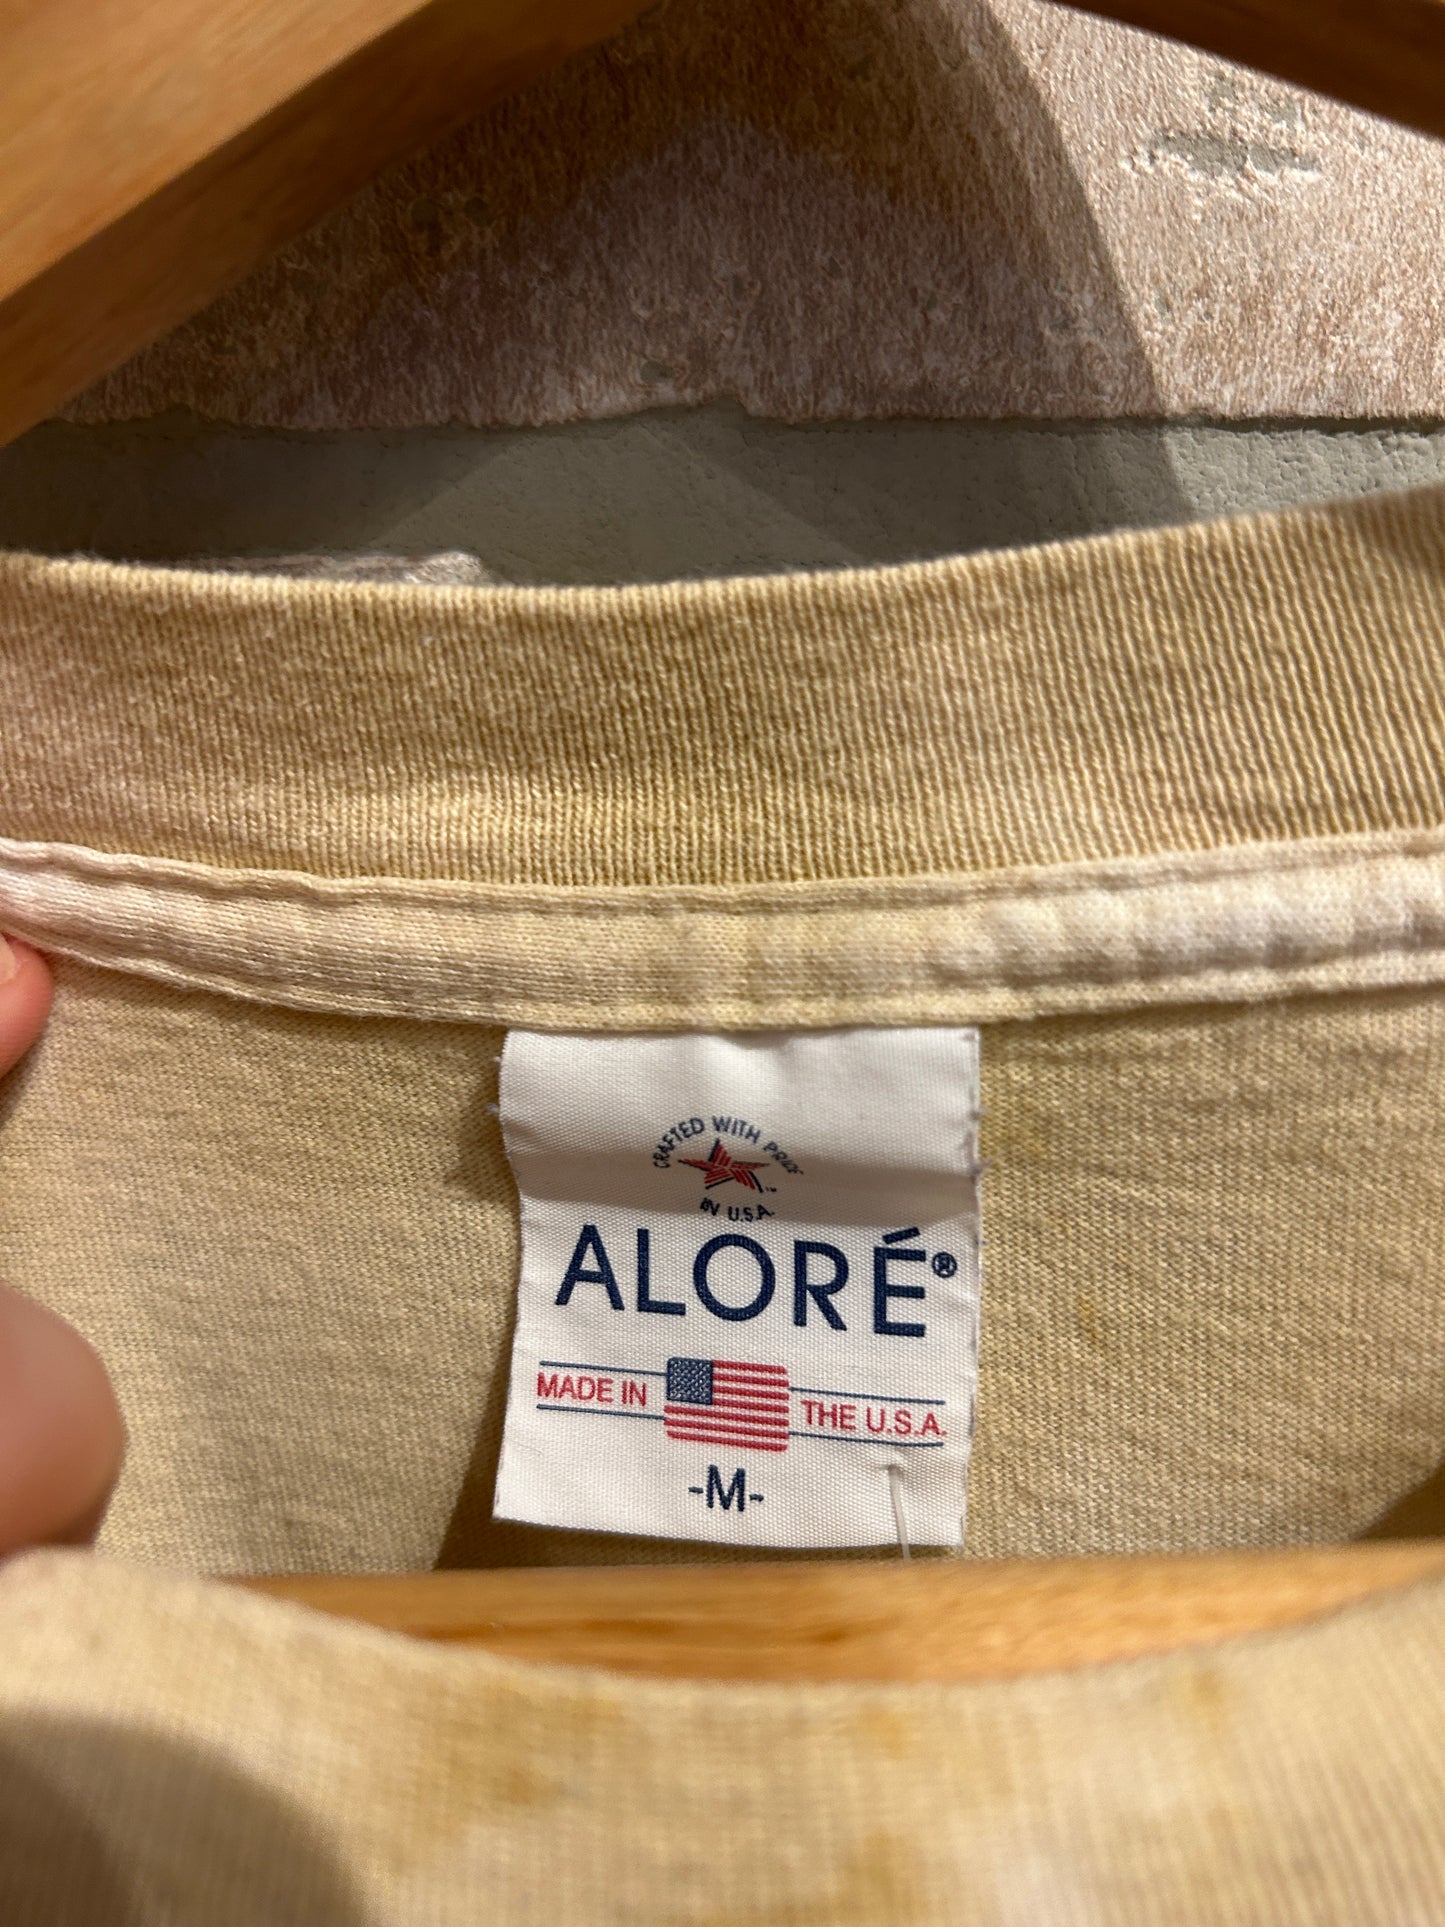 CRAFTED WITH PRIDE
IN U.S.A.
ALORÉ®
MADE IN THE U.S.A.
-M-